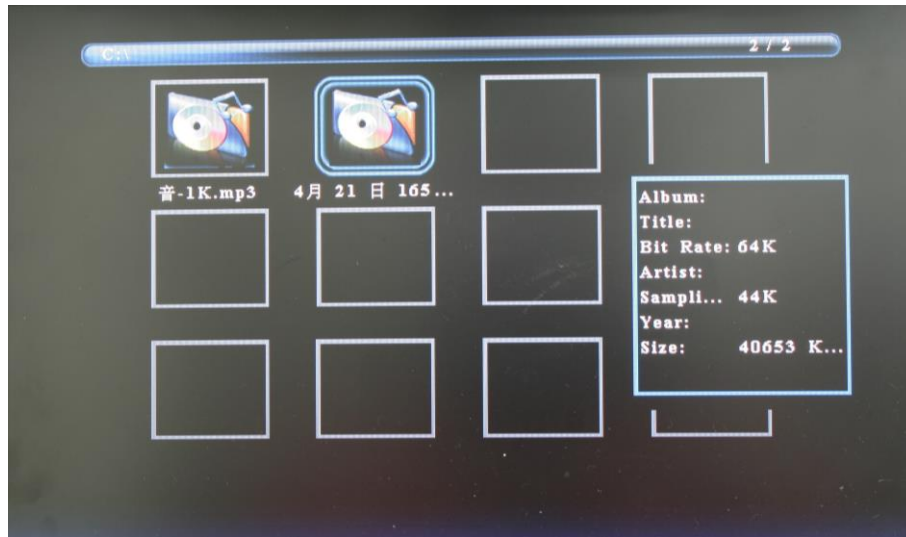 C:\ 2 / 2
音-1K.mp3 4月 21 日 165...
Album:
Title:
Bit Rate: 64K
Artist:
Sampli... 44K
Year:
Size: 40653 K...